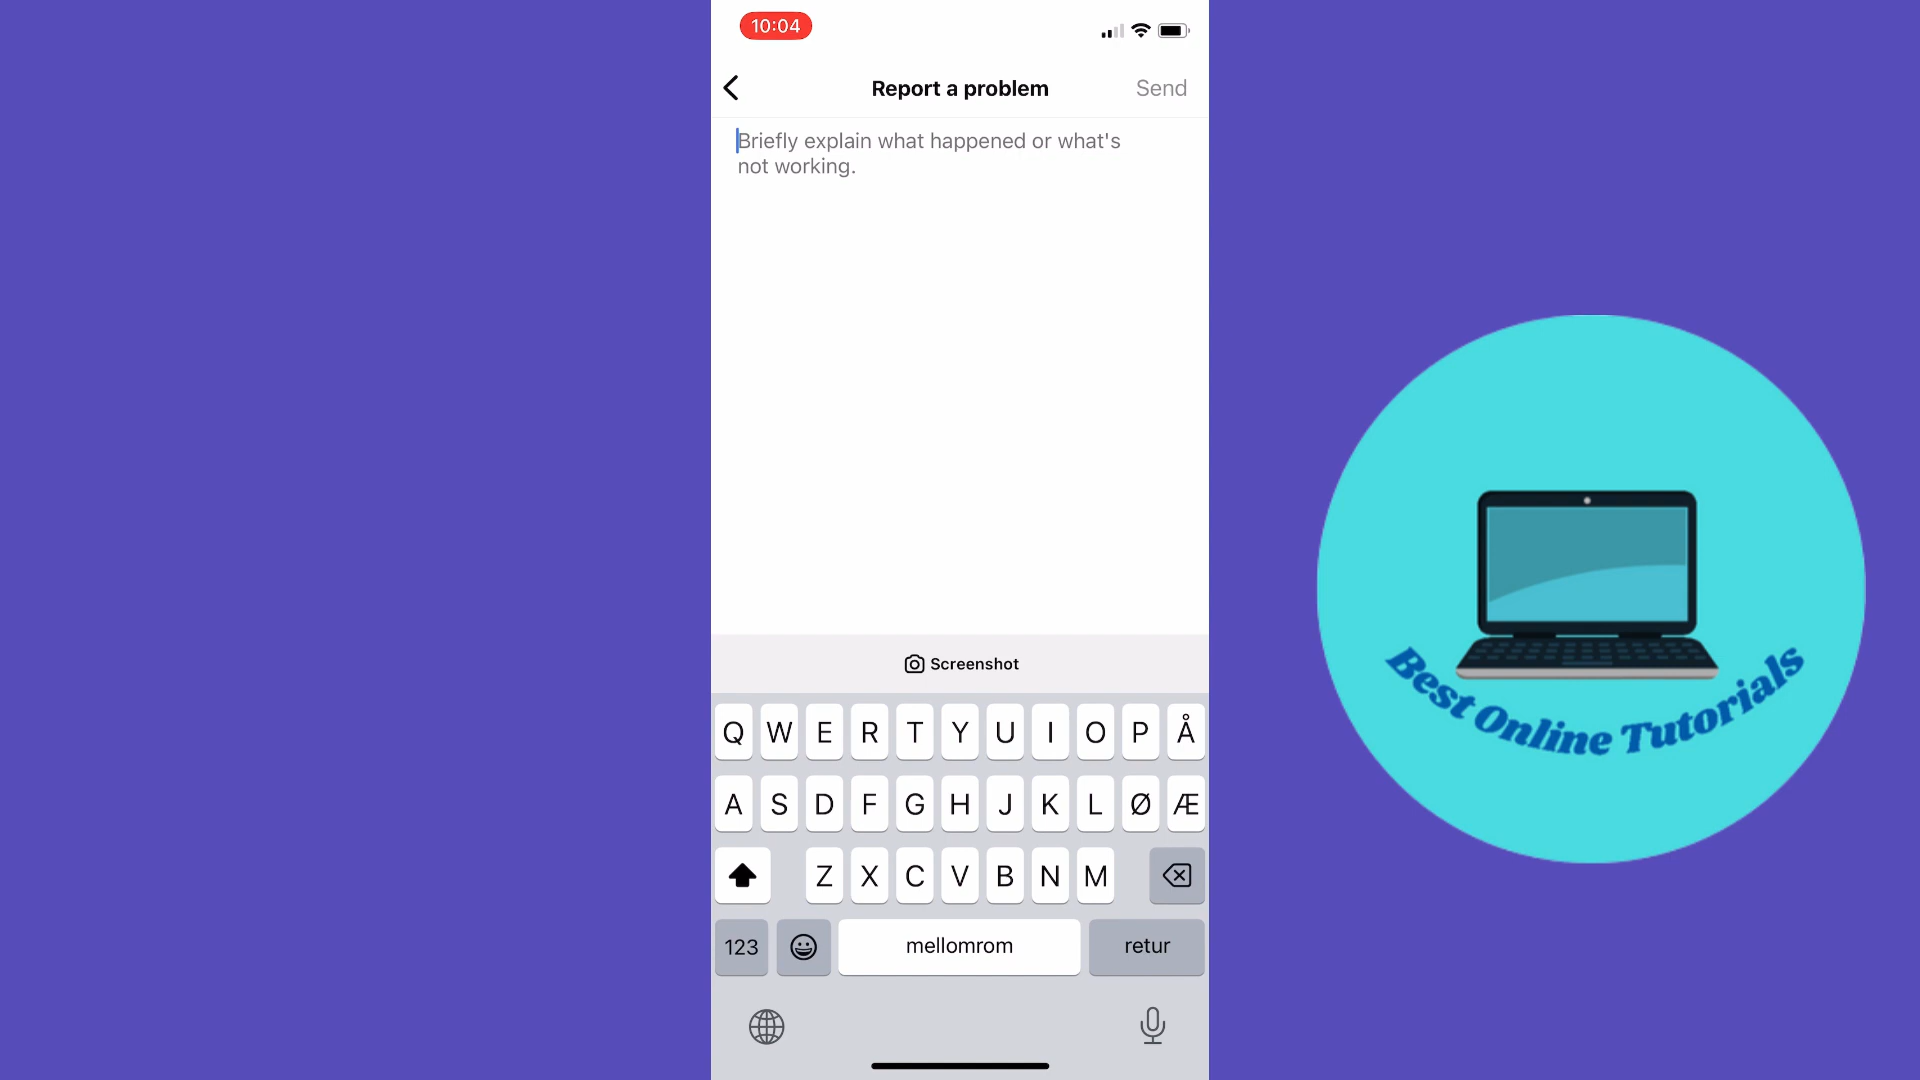 10:04
Report a problem
Send
Briefly explain what happened or what's
not working.
Screenshot
Q W E R T Y U I O P Å
A S D F G H J K L Ø Æ
Z X C V B N M
123
mellomrom
retur
Best Online Tutorials